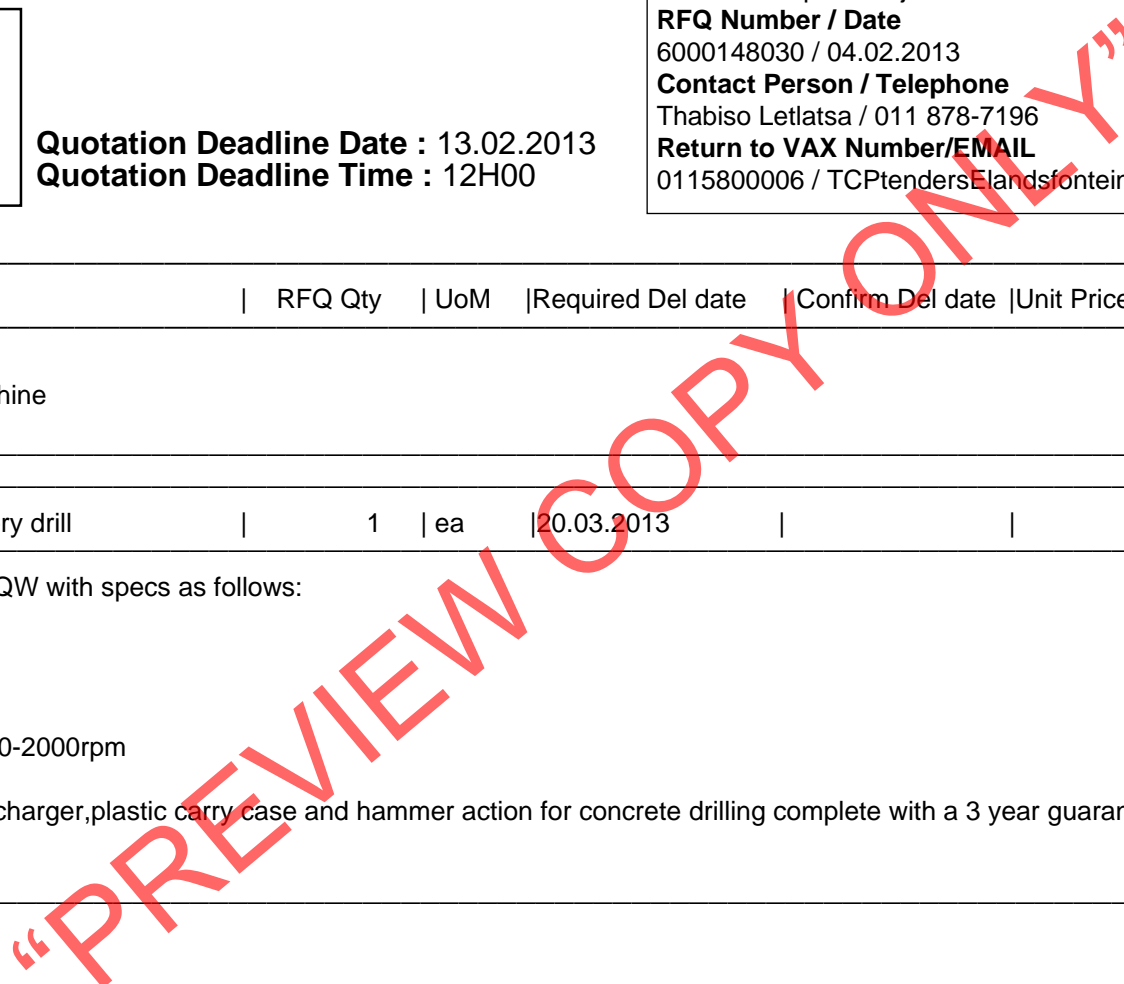 RFQ Number / Date
6000148030 / 04.02.2013
Contact Person / Telephone
Thabiso Letlatsa / 011 878-7196
Return to VAX Number/EMAIL
0115800006 / TCPtendersElandsfontein
Quotation Deadline Date : 13.02.2013
Quotation Deadline Time : 12H00
| RFQ Qty | UoM |Required Del date | Confirm Del date |Unit Price
hine
ry drill | 1 | ea |20.03.2013 | |
QW with specs as follows:
0-2000rpm
charger,plastic carry case and hammer action for concrete drilling complete with a 3 year guaran
“PREVIEW COPY ONLY”